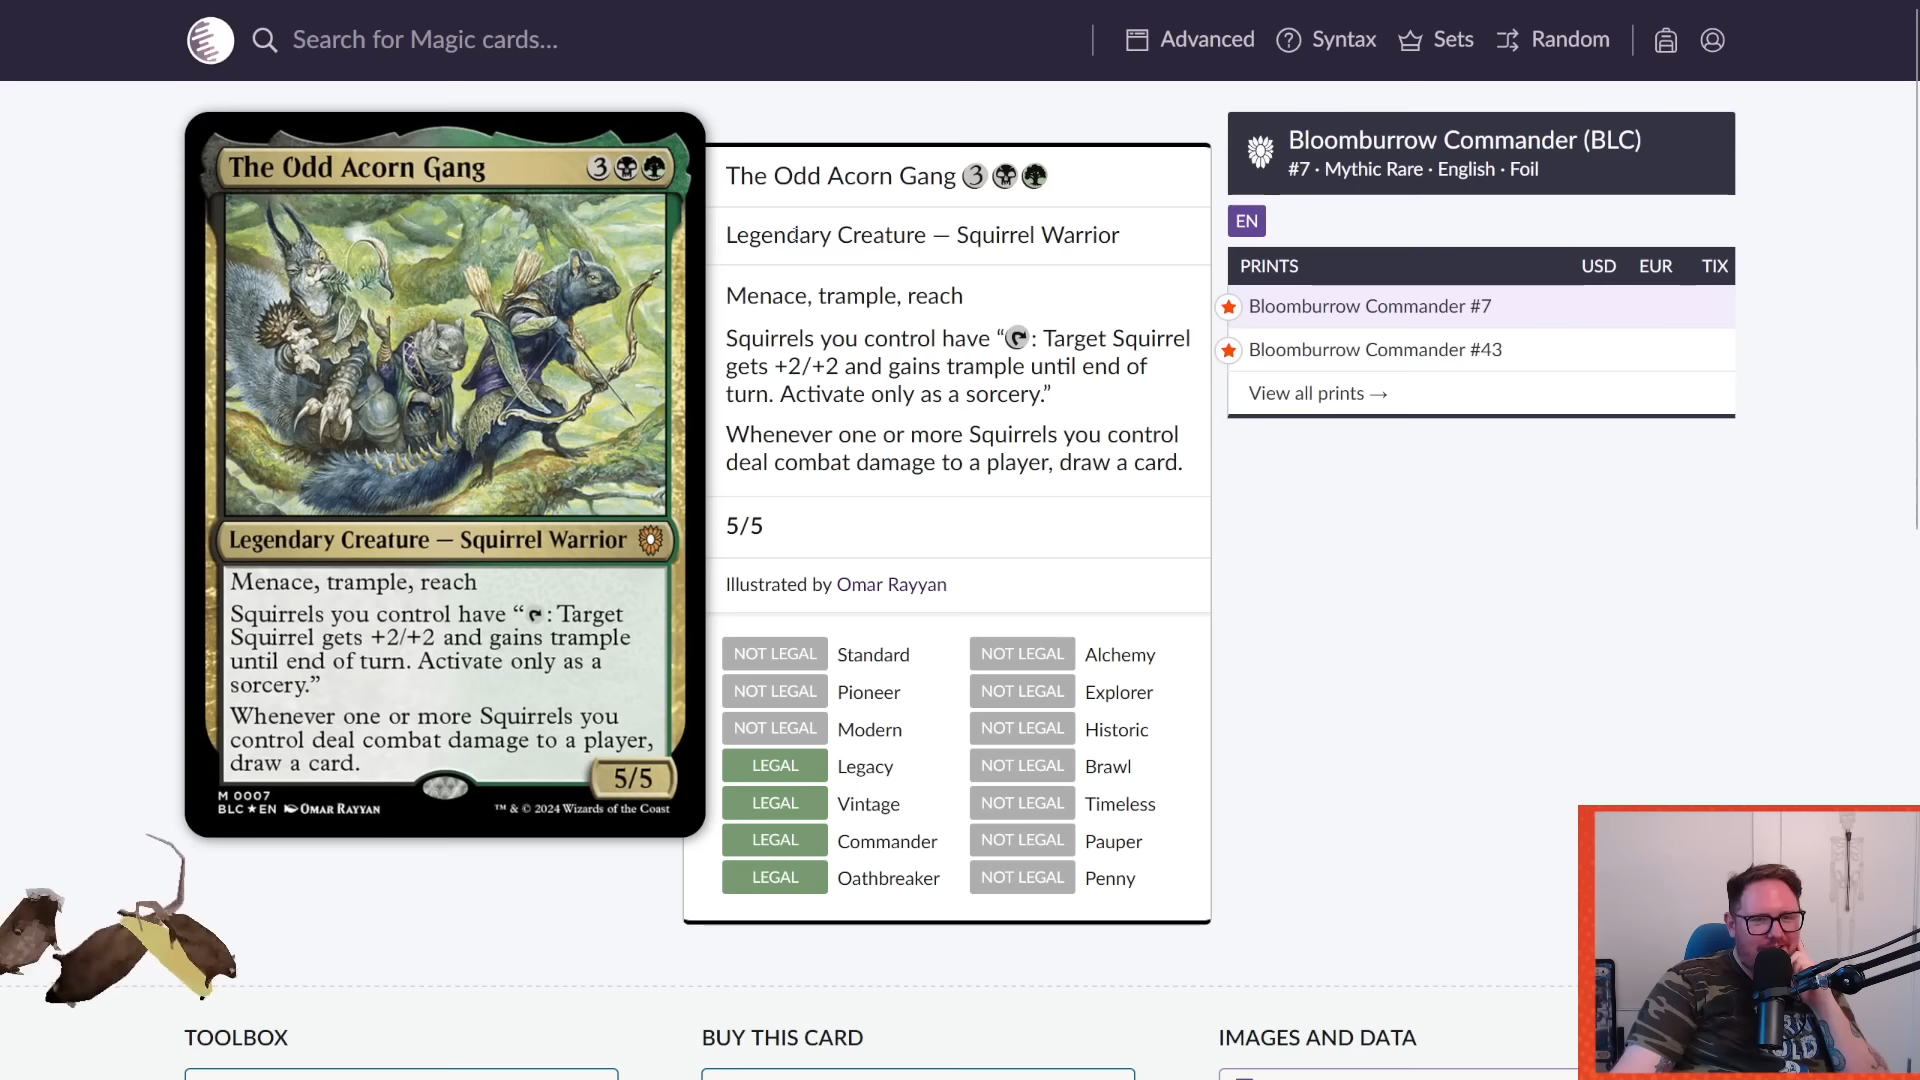 Search for Magic cards...
Advanced
Syntax
Sets
Random
The Odd Acorn Gang 3
Legendary Creature — Squirrel Warrior
Menace, trample, reach
Squirrels you control have “ : Target
Squirrel gets +2/+2 and gains trample
until end of turn. Activate only as a
sorcery.”
Whenever one or more Squirrels you
control deal combat damage to a player,
draw a card.
5/5
M 0007
BLC ★ EN OMAR RAYYAN
™ & © 2024 Wizards of the Coast
The Odd Acorn Gang 3
Legendary Creature — Squirrel Warrior
Menace, trample, reach
Squirrels you control have “ : Target Squirrel
gets +2/+2 and gains trample until end of
turn. Activate only as a sorcery.”
Whenever one or more Squirrels you control
deal combat damage to a player, draw a card.
5/5
Illustrated by Omar Rayyan
NOT LEGAL Standard NOT LEGAL Alchemy
NOT LEGAL Pioneer NOT LEGAL Explorer
NOT LEGAL Modern NOT LEGAL Historic
LEGAL Legacy NOT LEGAL Brawl
LEGAL Vintage NOT LEGAL Timeless
LEGAL Commander NOT LEGAL Pauper
LEGAL Oathbreaker NOT LEGAL Penny
Bloomburrow Commander (BLC)
#7 · Mythic Rare · English · Foil
EN
PRINTS USD EUR TIX
Bloomburrow Commander #7
Bloomburrow Commander #43
View all prints →
TOOLBOX
BUY THIS CARD
IMAGES AND DATA